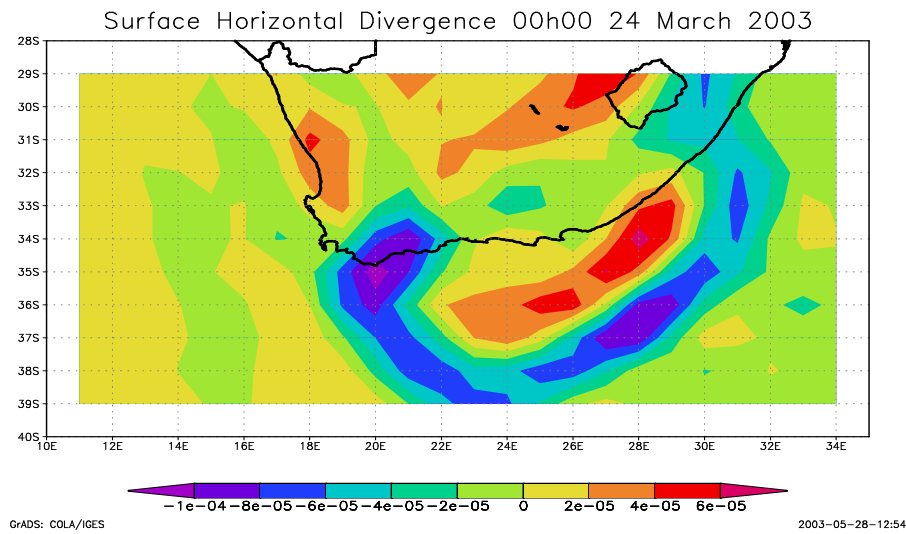 Surface Horizontal Divergence 00h00 24 March 2003
28S
29S
30S
31S
32S
33S
34S
35S
36S
37S
38S
39S
40S
10E 12E 14E 16E 18E 20E 22E 24E 26E 28E 30E 32E 34E
−1e−04 −8e−05 −6e−05 −4e−05 −2e−05 0 2e−05 4e−05 6e−05
GrADS: COLA/IGES 2003−05−28−12:54